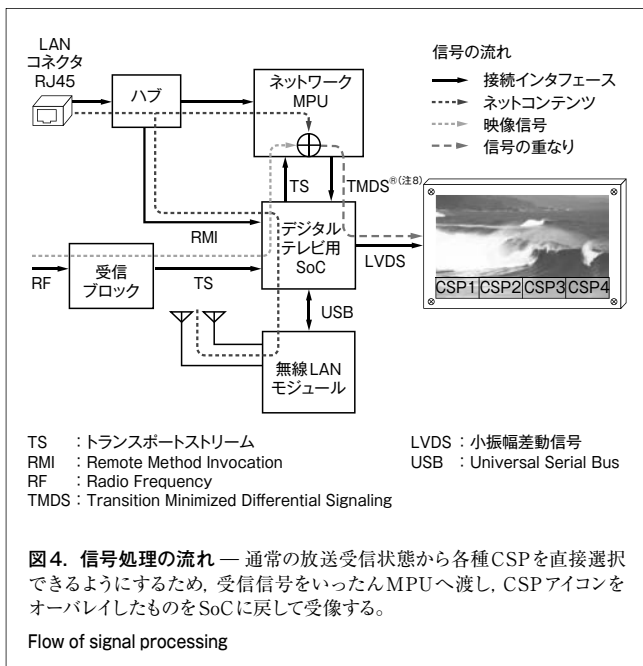 LAN
コネクタ
RJ45
ハブ
ネットワーク
MPU
信号の流れ
接続インタフェース
ネットコンテンツ
映像信号
信号の重なり
TS
TMDS®(注8)
RMI
デジタル
テレビ用
SoC
LVDS
CSP1 CSP2 CSP3 CSP4
RF
受信
ブロック
TS
USB
無線LAN
モジュール
TS :トランスポートストリーム
RMI :Remote Method Invocation
RF :Radio Frequency
TMDS:Transition Minimized Differential Signaling
LVDS:小振幅差動信号
USB :Universal Serial Bus
図4. 信号処理の流れ — 通常の放送受信状態から各種CSPを直接選択
できるようにするため,受信信号をいったんMPUへ渡し,CSPアイコンを
オーバレイしたものをSoCに戻して受像する。
Flow of signal processing